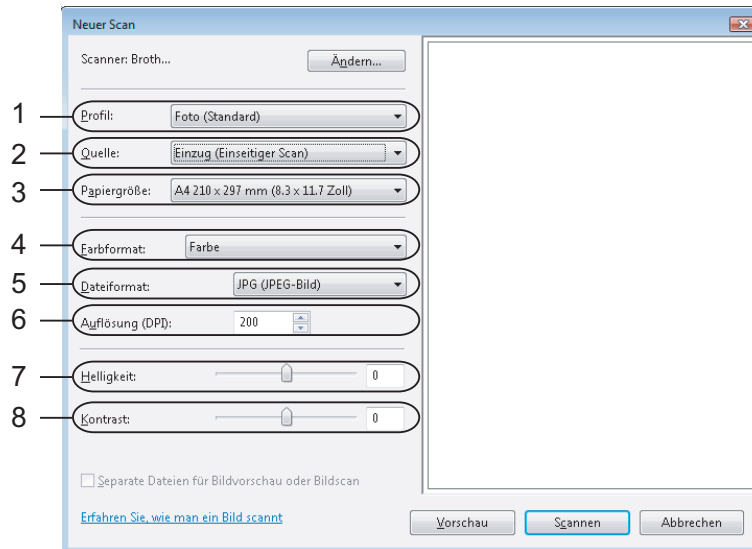 Neuer Scan
Scanner: Broth... Ändern...
1 Profil: Foto (Standard)
2 Quelle: Einzug (Einseitiger Scan)
3 Papiergröße: A4 210 x 297 mm (8.3 x 11.7 Zoll)
4 Farbformat: Farbe
5 Dateiformat: JPG (JPEG-Bild)
6 Auflösung (DPI): 200
7 Helligkeit: 0
8 Kontrast: 0
Separate Dateien für Bildvorschau oder Bildscan
Erfahren Sie, wie man ein Bild scannt
Vorschau Scannen Abbrechen